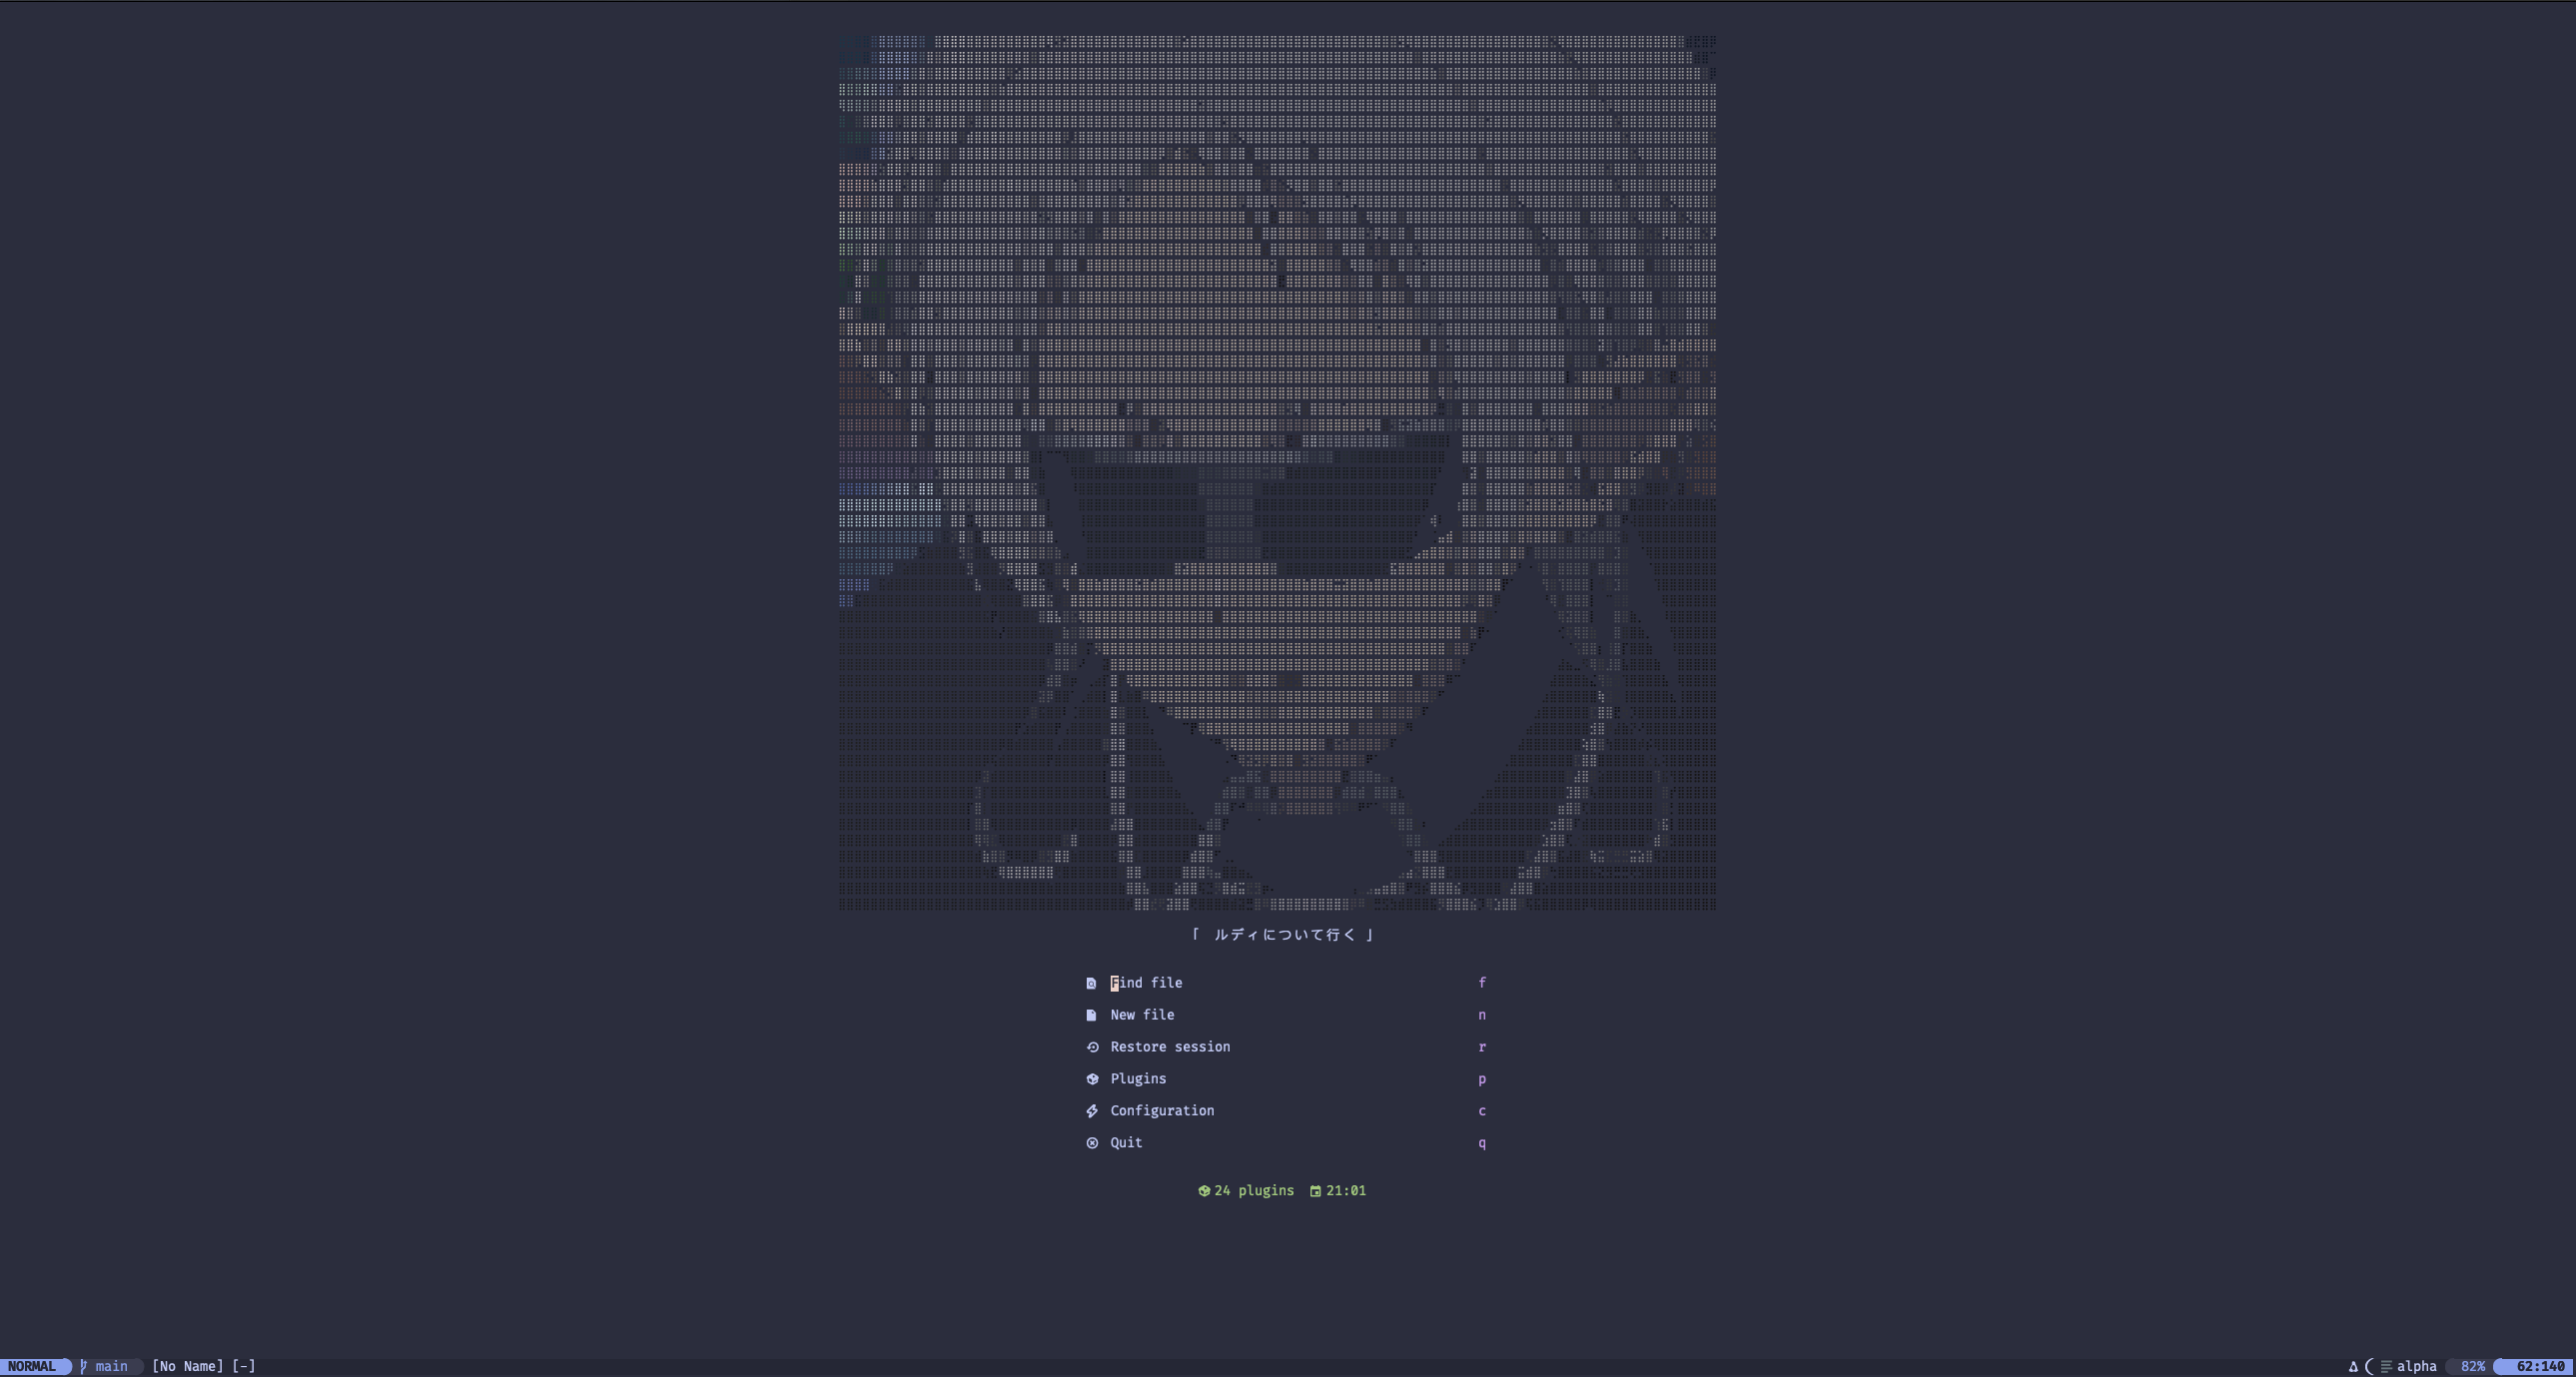 「 ルディについて行く 」
Find file f
New file n
Restore session r
Plugins p
Configuration c
Quit q
24 plugins 21:01
NORMAL main [No Name] [-] alpha 82% 62:140